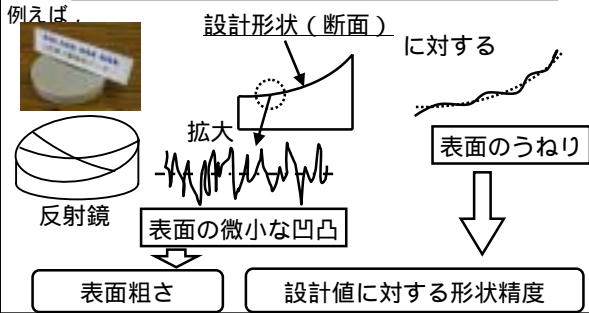 例えば，
設計形状（断面）
に対する
拡大
表面のうねり
反射鏡
表面の微小な凹凸
表面粗さ
設計値に対する形状精度